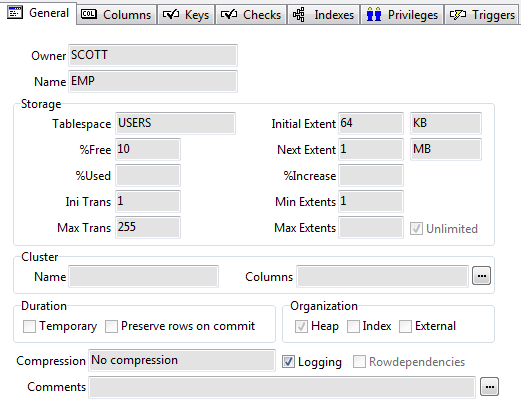 General Columns Keys Checks Indexes Privileges Triggers
Owner SCOTT
Name EMP
Storage
Tablespace USERS Initial Extent 64 KB
%Free 10 Next Extent 1 MB
%Used %Increase
Ini Trans 1 Min Extents 1
Max Trans 255 Max Extents Unlimited
Cluster
Name Columns ...
Duration Organization
Temporary Preserve rows on commit Heap Index External
Compression No compression Logging Rowdependencies
Comments ...